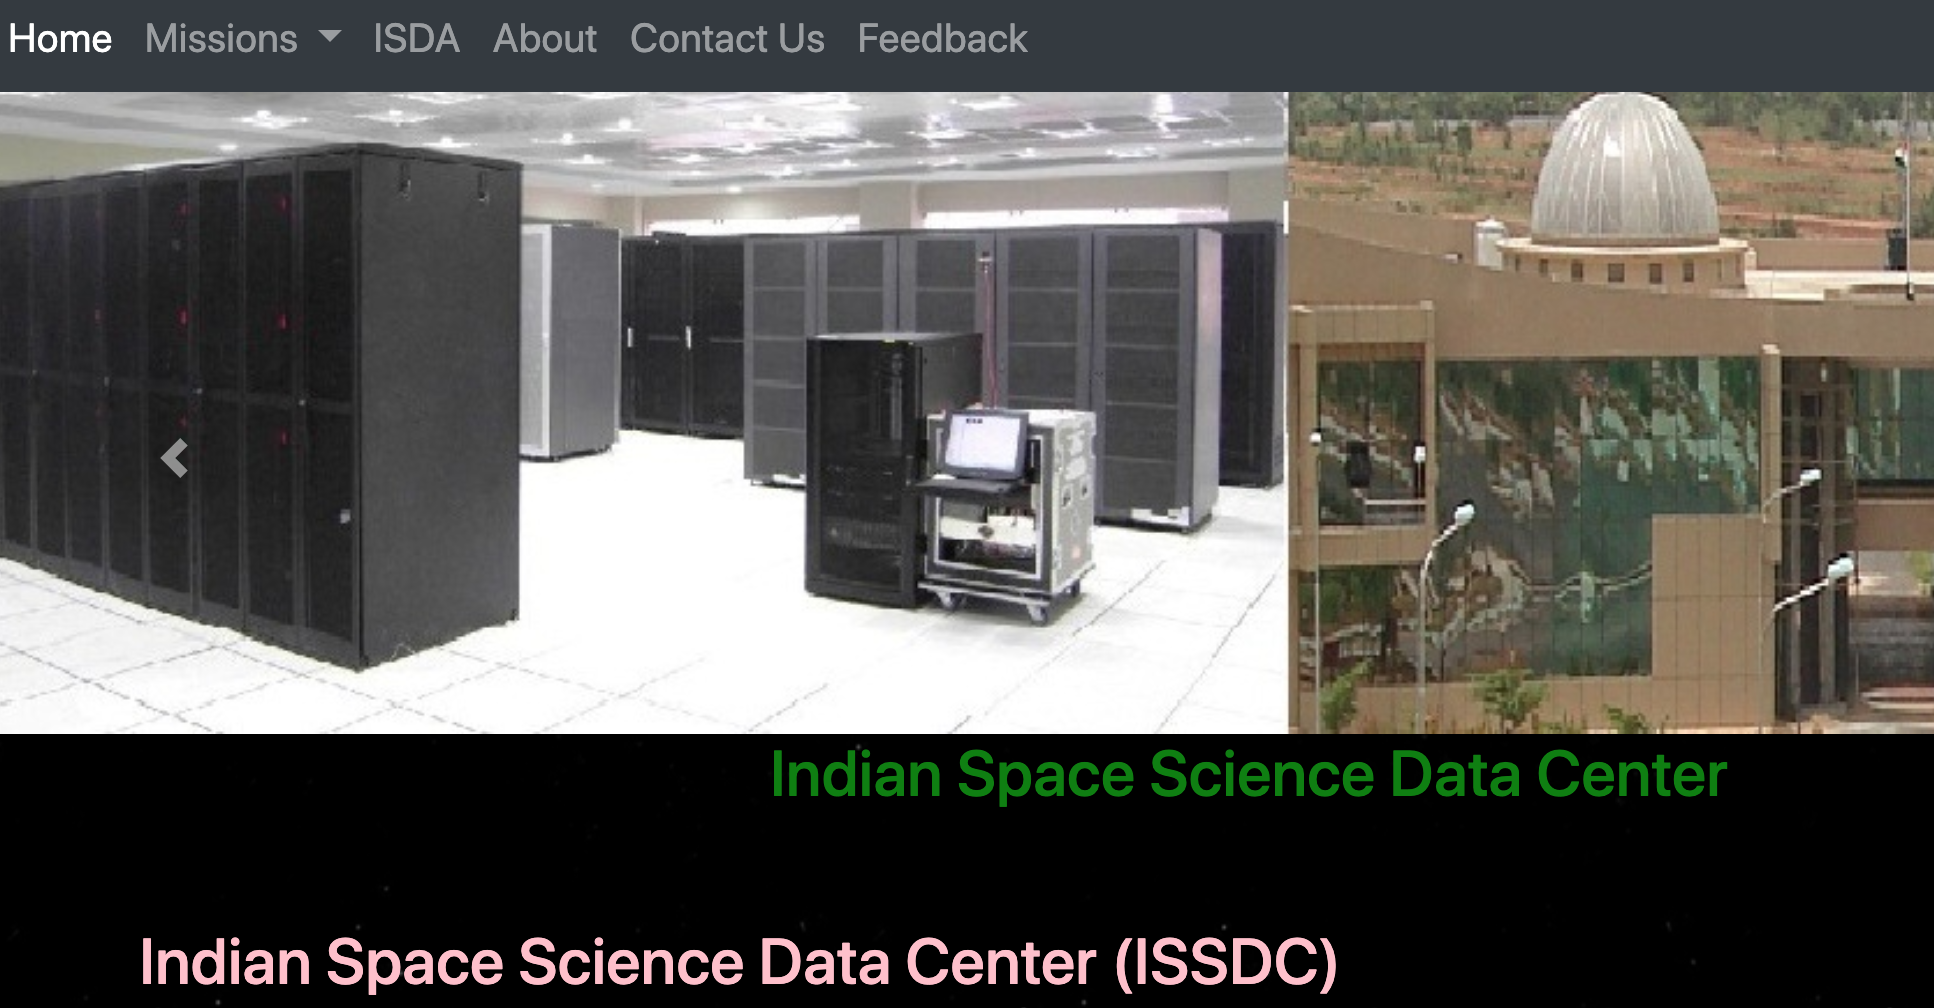 Home Missions ISDA About Contact Us Feedback
Indian Space Science Data Center
Indian Space Science Data Center (ISSDC)